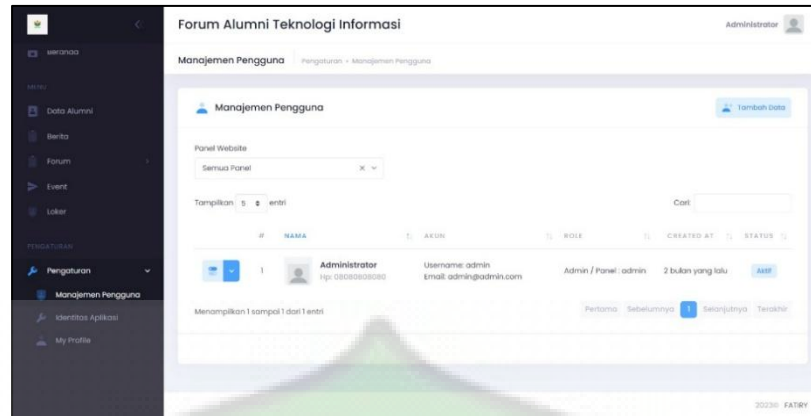 Forum Alumni Teknologi Informasi
Administrator
Beranda
Manajemen Pengguna
Pengaturan • Manajemen Pengguna
MENU
Data Alumni
Berita
Forum
Event
Loker
PENGATURAN
Pengaturan
Manajemen Pengguna
Identitas Aplikasi
My Profile
Manajemen Pengguna
Tambah Data
Panel Website
Semua Panel
Tampilkan 5 entri
Cari:
# NAMA AKUN ROLE CREATED AT STATUS
1 Administrator Username: admin Admin / Panel : admin 2 bulan yang lalu Aktif
Hp: 08080808080 Email: admin@admin.com
Menampilkan 1 sampai 1 dari 1 entri
Pertama Sebelumnya 1 Selanjutnya Terakhir
2023© FATIRY